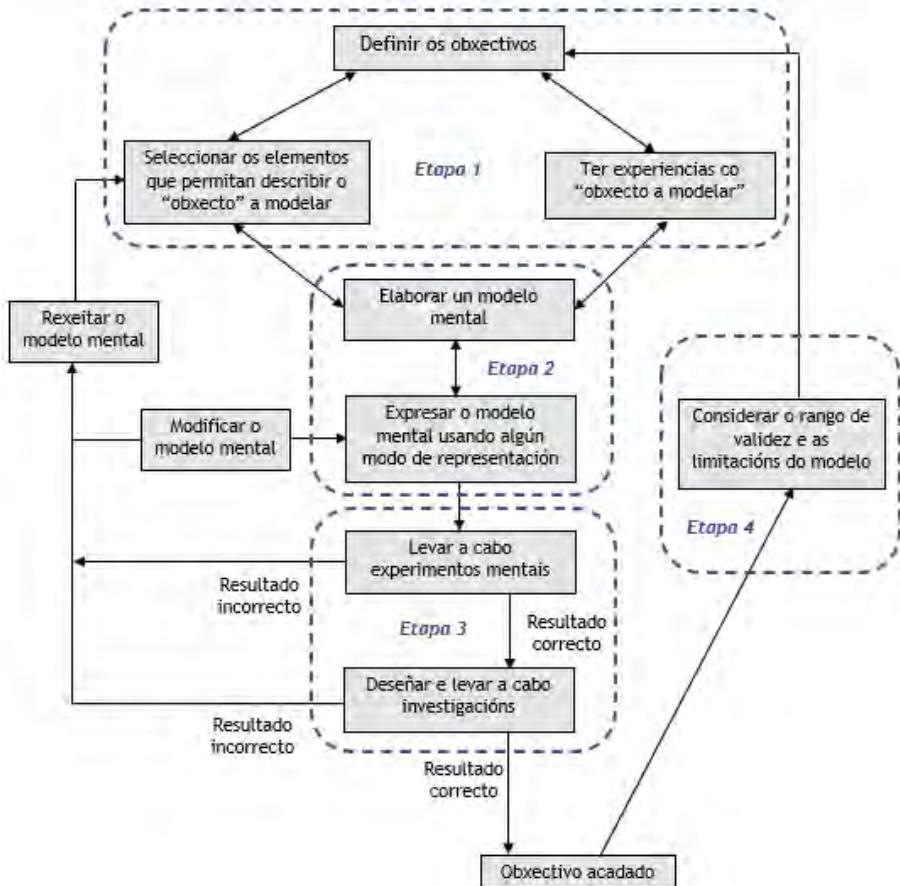 Definir os obxectivos
Seleccionar os elementos
que permitan describir o
“obxecto” a modelar
Etapa 1
Ter experiencias co
“obxecto a modelar”
Elaborar un modelo
mental
Rexeitar o
modelo mental
Etapa 2
Modificar o
modelo mental
Expresar o modelo
mental usando algún
modo de representación
Considerar o rango de
validez e as
limitacións do modelo
Etapa 4
Levar a cabo
experimentos mentais
Resultado
incorrecto
Etapa 3
Resultado
correcto
Deseñar e levar a cabo
investigacións
Resultado
incorrecto
Resultado
correcto
Obxectivo acadado